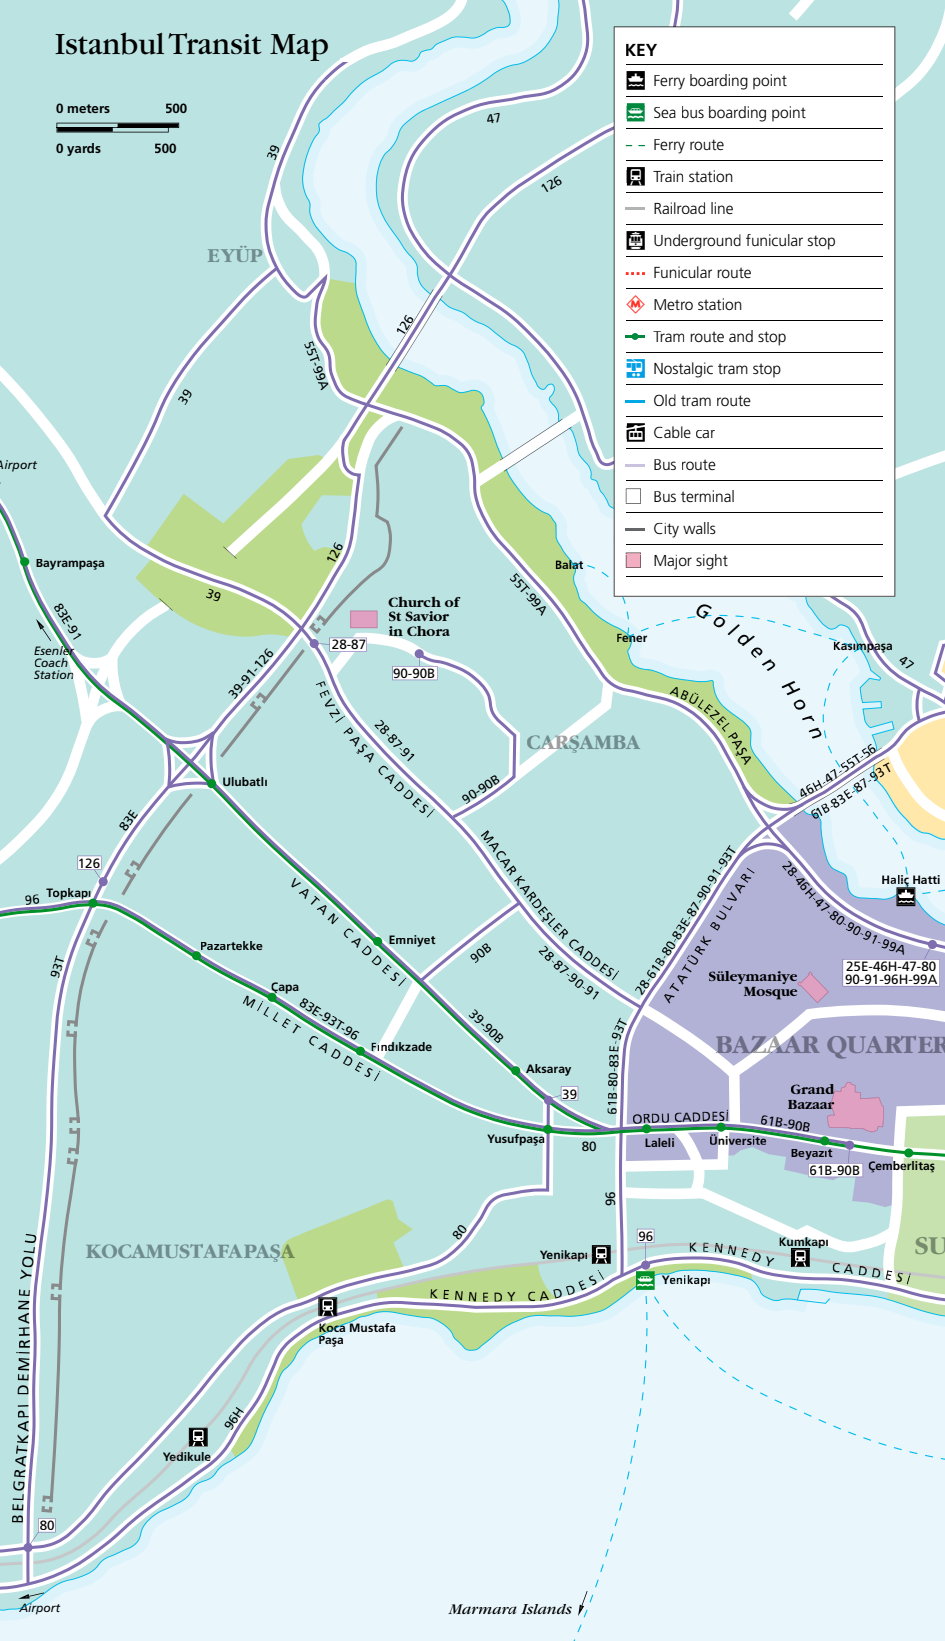 Istanbul Transit Map
0 meters 500
0 yards 500
KEY
Ferry boarding point
Sea bus boarding point
Ferry route
Train station
Railroad line
Underground funicular stop
Funicular route
Metro station
Tram route and stop
Nostalgic tram stop
Old tram route
Cable car
Bus route
Bus terminal
City walls
Major sight
47
39
126
EYÜP
126
55T-99A
39
Airport
126
Bayrampaşa
Balat
39
55T-99A
83E-91
Church of
St Savior
in Chora
Golden Horn
Fener
28-87
Kasımpaşa
Esenler
Coach
Station
90-90B
47
39-91-126
ABÜLEZEL PAŞA
FEVZİ PAŞA CADDESİ
28-87-91
CARŞAMBA
46H-47-55T-56
61B-83E-87-93T
Ulubatlı
90-90B
83E
126
MACAR KARDEŞLER CADDESİ
28-61B-80-83E-87-90-91-93T
ATATÜRK BULVARI
28-46H-47-80-90-91-99A
Haliç Hatti
96
Topkapı
VATAN CADDESİ
Pazartekke
Emniyet
90B
28-87-90-91
25E-46H-47-80
90-91-96H-99A
93T
Süleymaniye
Mosque
Çapa
83E-93T-96
MİLLET CADDESİ
39-90B
Fındıkzade
61B-80-83E-93T
BAZAAR QUARTER
Aksaray
39
Grand
Bazaar
ORDU CADDESİ
61B-90B
Yusufpaşa
80
Laleli
Üniversite
Beyazıt
61B-90B
Çemberlitaş
96
KOCAMUSTAFAPAŞA
80
Yenikapı
96
Kumkapı
SU
KENNEDY CADDESİ
Yenikapı
KENNEDY CADDESİ
Koca Mustafa
Paşa
BELGRATKAPI DEMİRHANE YOLU
96H
Yedikule
80
Airport
Marmara Islands